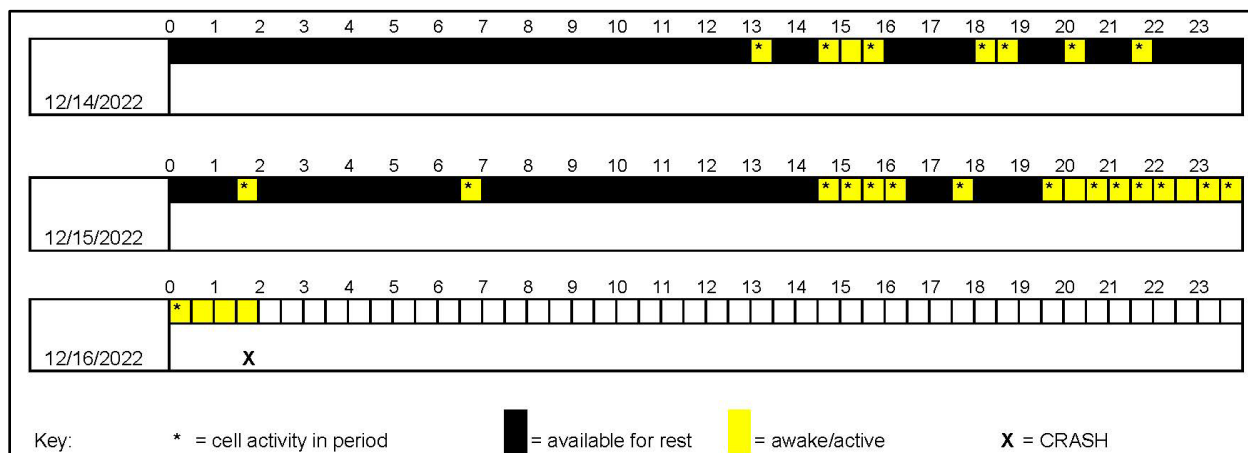 0 1 2 3 4 5 6 7 8 9 10 11 12 13 14 15 16 17 18 19 20 21 22 23
* * * * * * *
12/14/2022
0 1 2 3 4 5 6 7 8 9 10 11 12 13 14 15 16 17 18 19 20 21 22 23
* * * * * * * * * * * * * *
12/15/2022
0 1 2 3 4 5 6 7 8 9 10 11 12 13 14 15 16 17 18 19 20 21 22 23
*
12/16/2022 X
Key: * = cell activity in period = available for rest = awake/active X = CRASH